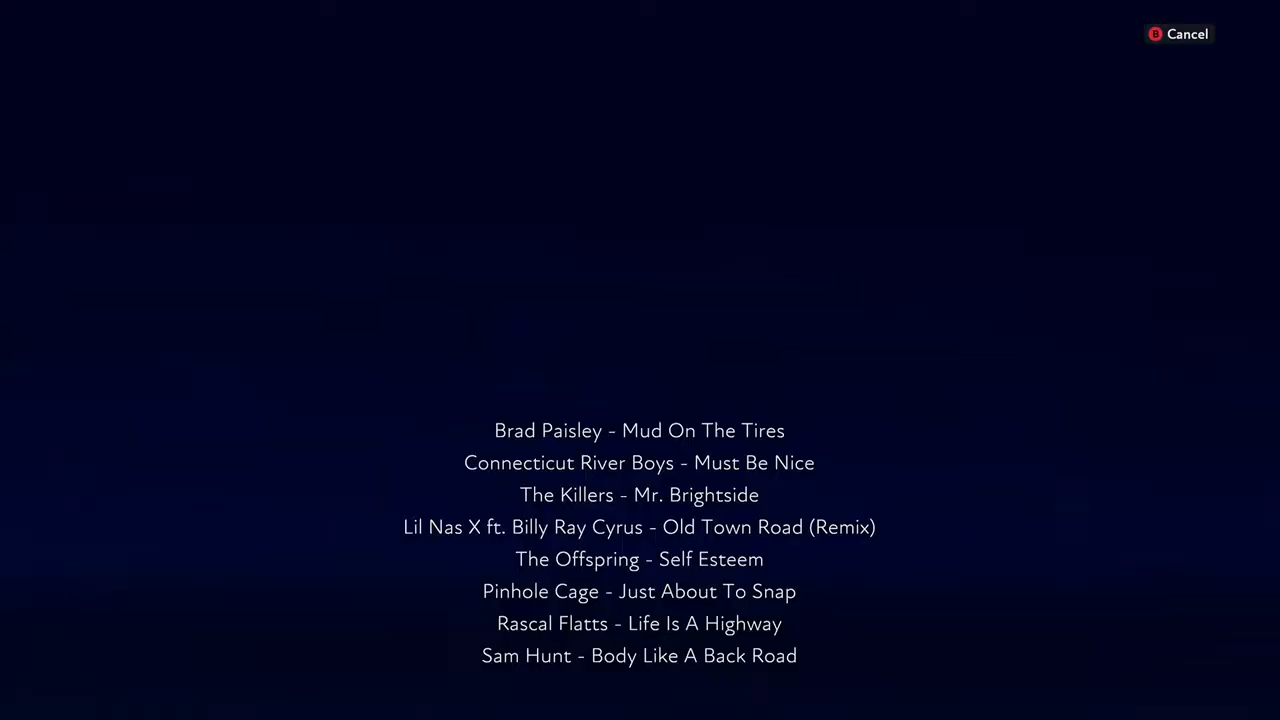 B Cancel
Brad Paisley - Mud On The Tires
Connecticut River Boys - Must Be Nice
The Killers - Mr. Brightside
Lil Nas X ft. Billy Ray Cyrus - Old Town Road (Remix)
The Offspring - Self Esteem
Pinhole Cage - Just About To Snap
Rascal Flatts - Life Is A Highway
Sam Hunt - Body Like A Back Road